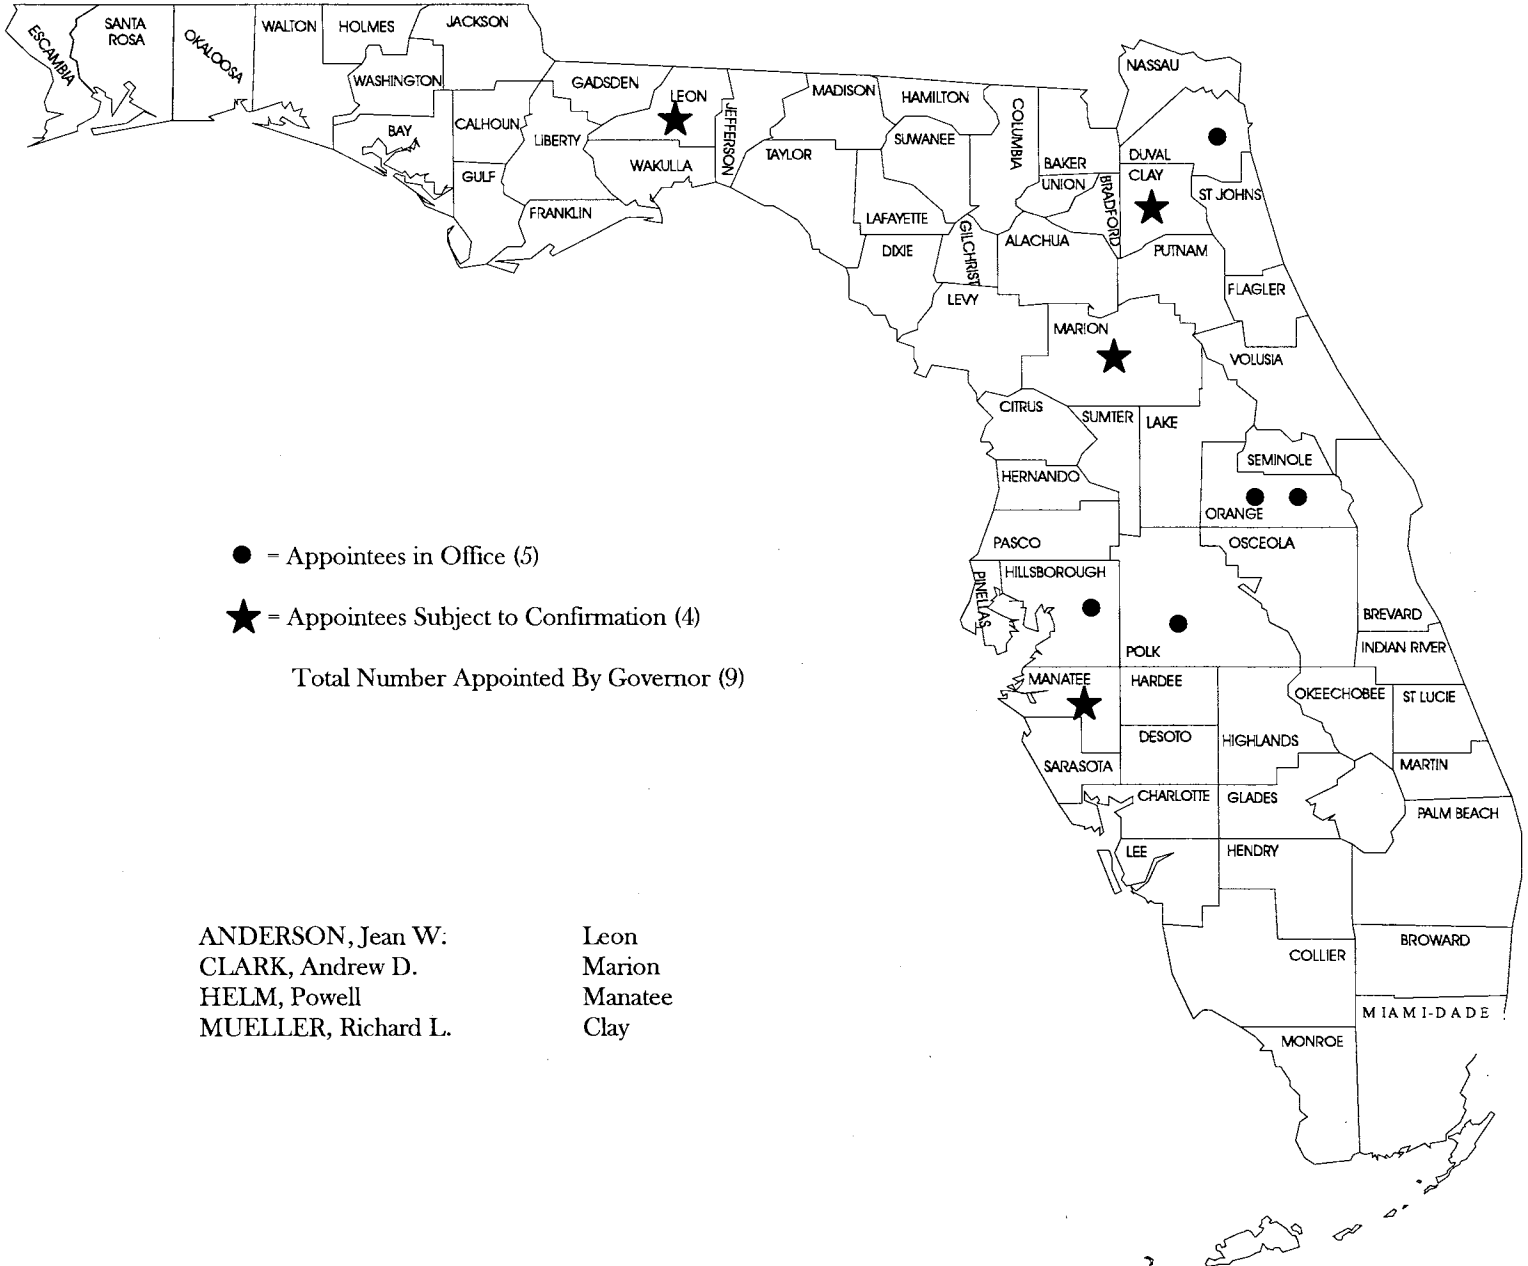 ESCAMBIA
SANTA
ROSA
OKALOOSA
WALTON
HOLMES
JACKSON
WASHINGTON
BAY
CALHOUN
GULF
GADSDEN
LIBERTY
LEON
JEFFERSON
WAKULLA
FRANKLIN
MADISON
TAYLOR
HAMILTON
SUWANEE
LAFAYETTE
DIXIE
COLUMBIA
GILCHRIST
BAKER
UNION
BRADFORD
ALACHUA
LEVY
NASSAU
DUVAL
CLAY
ST JOHNS
PUTNAM
FLAGLER
MARION
VOLUSIA
CITRUS
SUMTER
LAKE
HERNANDO
SEMINOLE
ORANGE
PASCO
OSCEOLA
PINELLAS
HILLSBOROUGH
POLK
BREVARD
INDIAN RIVER
MANATEE
HARDEE
OKEECHOBEE
ST LUCIE
DESOTO
HIGHLANDS
SARASOTA
MARTIN
CHARLOTTE
GLADES
PALM BEACH
LEE
HENDRY
COLLIER
BROWARD
MIAMI-DADE
MONROE
= Appointees in Office (5)
= Appointees Subject to Confirmation (4)
Total Number Appointed By Governor (9)
ANDERSON, Jean W. Leon
CLARK, Andrew D. Marion
HELM, Powell Manatee
MUELLER, Richard L. Clay